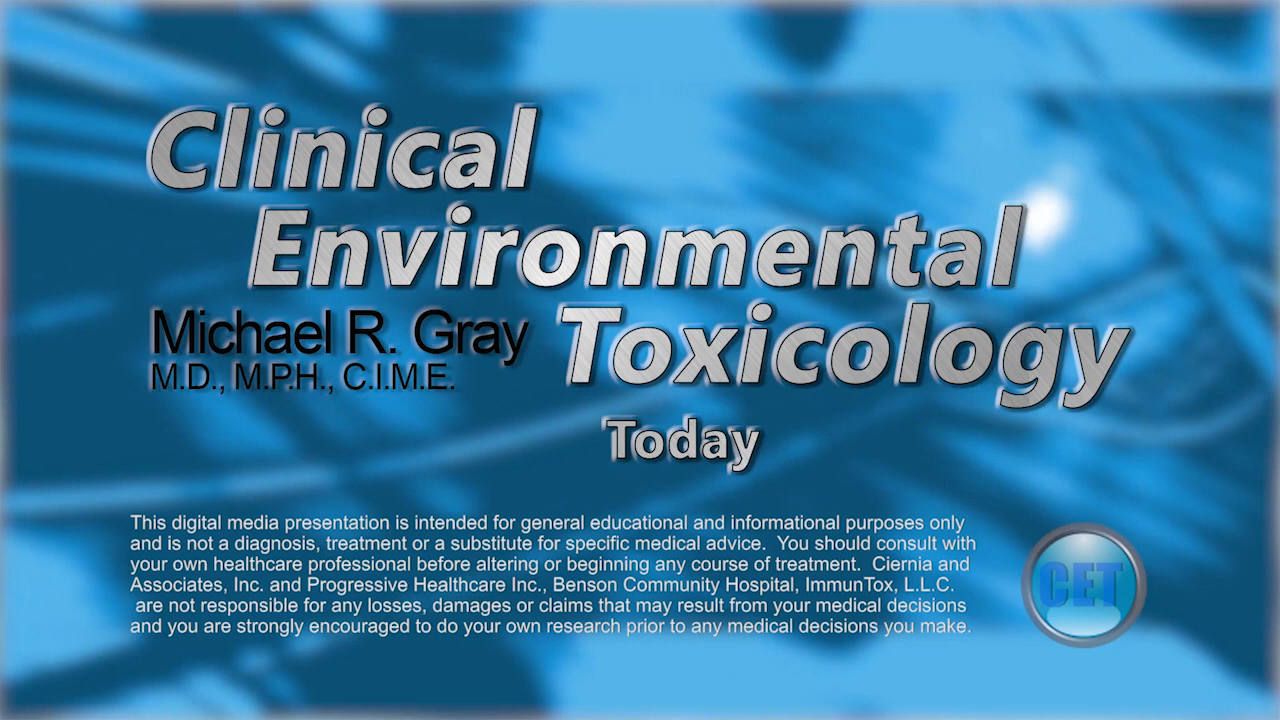 Clinical
Environmental
Michael R. Gray
Toxicology
M.D., M.P.H., C.I.M.E.
Today
This digital media presentation is intended for general educational and informational purposes only
and is not a diagnosis, treatment or a substitute for specific medical advice.  You should consult with
your own healthcare professional before altering or beginning any course of treatment.  Ciernia and
Associates, Inc. and Progressive Healthcare Inc., Benson Community Hospital, ImmunTox, L.L.C.
are not responsible for any losses, damages or claims that may result from your medical decisions
and you are strongly encouraged to do your own research prior to any medical decisions you make.
CET